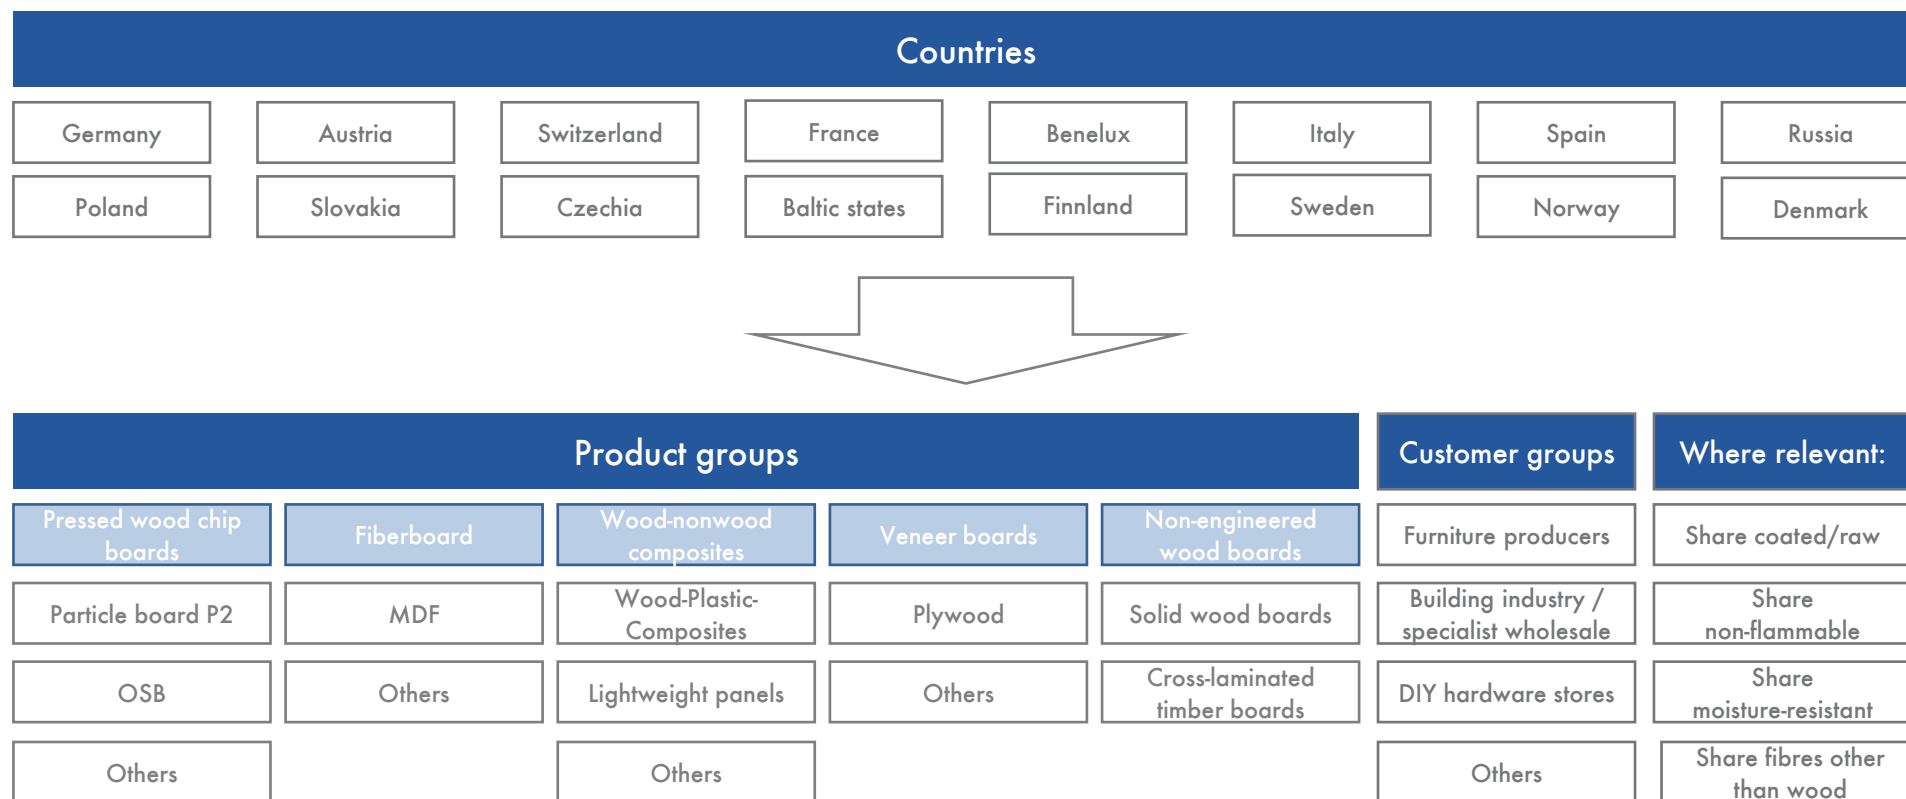 Countries
Germany
Austria
Switzerland
France
Benelux
Italy
Spain
Russia
Poland
Slovakia
Czechia
Baltic states
Finnland
Sweden
Norway
Denmark
Product groups
Customer groups
Where relevant:
Pressed wood chip
boards
Fiberboard
Wood-nonwood
composites
Veneer boards
Non-engineered
wood boards
Furniture producers
Share coated/raw
Particle board P2
MDF
Wood-Plastic-
Composites
Plywood
Solid wood boards
Building industry /
specialist wholesale
Share
non-flammable
OSB
Others
Lightweight panels
Others
Cross-laminated
timber boards
DIY hardware stores
Share
moisture-resistant
Others
Others
Others
Share fibres other
than wood